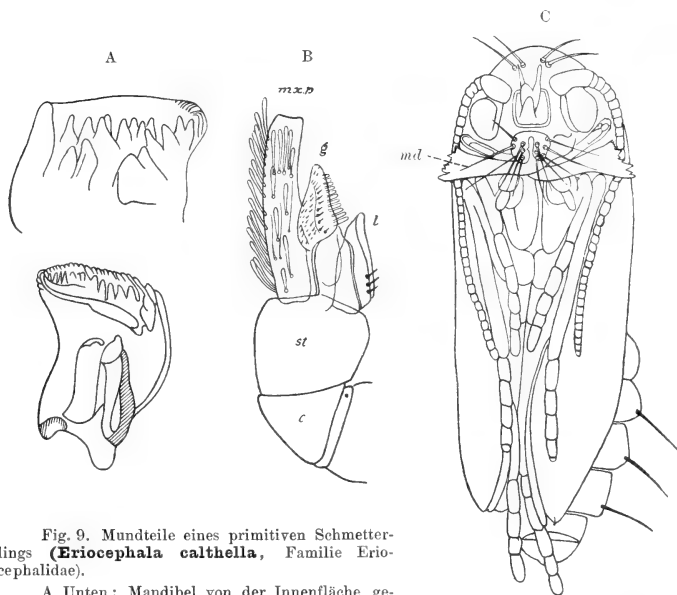 A
B
C
mx.p
g
l
md
st
c
Fig. 9. Mundteile eines primitiven Schmetter-
lings (Eriocephala calthella, Familie Erio-
cephalidae).
A Unten: Mandibel von der Innenfläche ge-